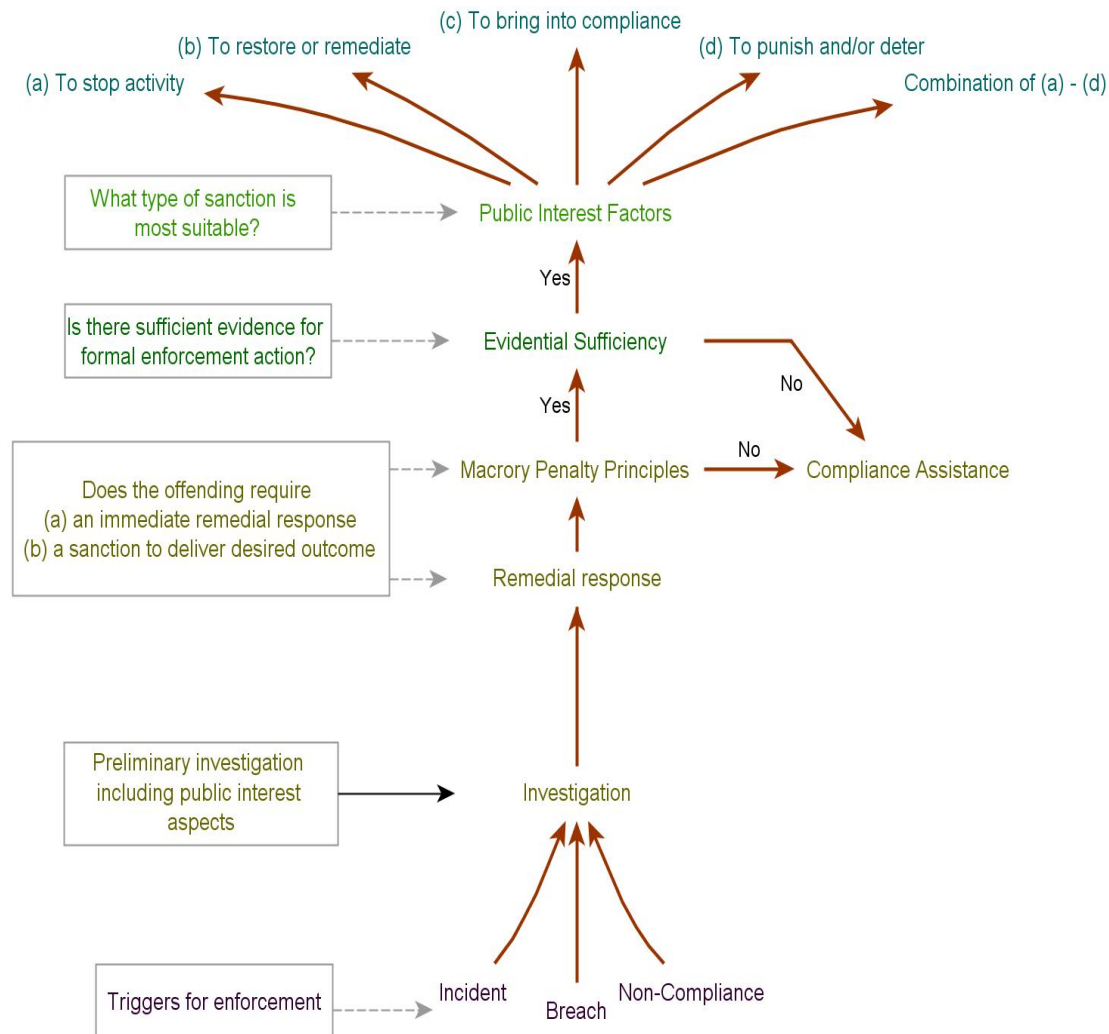 (c) To bring into compliance
(b) To restore or remediate
(d) To punish and/or deter
(a) To stop activity
Combination of (a) - (d)
What type of sanction is
most suitable?
Public Interest Factors
Yes
Is there sufficient evidence for
formal enforcement action?
Evidential Sufficiency
No
Yes
Does the offending require
(a) an immediate remedial response
(b) a sanction to deliver desired outcome
Macrory Penalty Principles
No
Compliance Assistance
Remedial response
Preliminary investigation
including public interest
aspects
Investigation
Triggers for enforcement
Incident
Breach
Non-Compliance